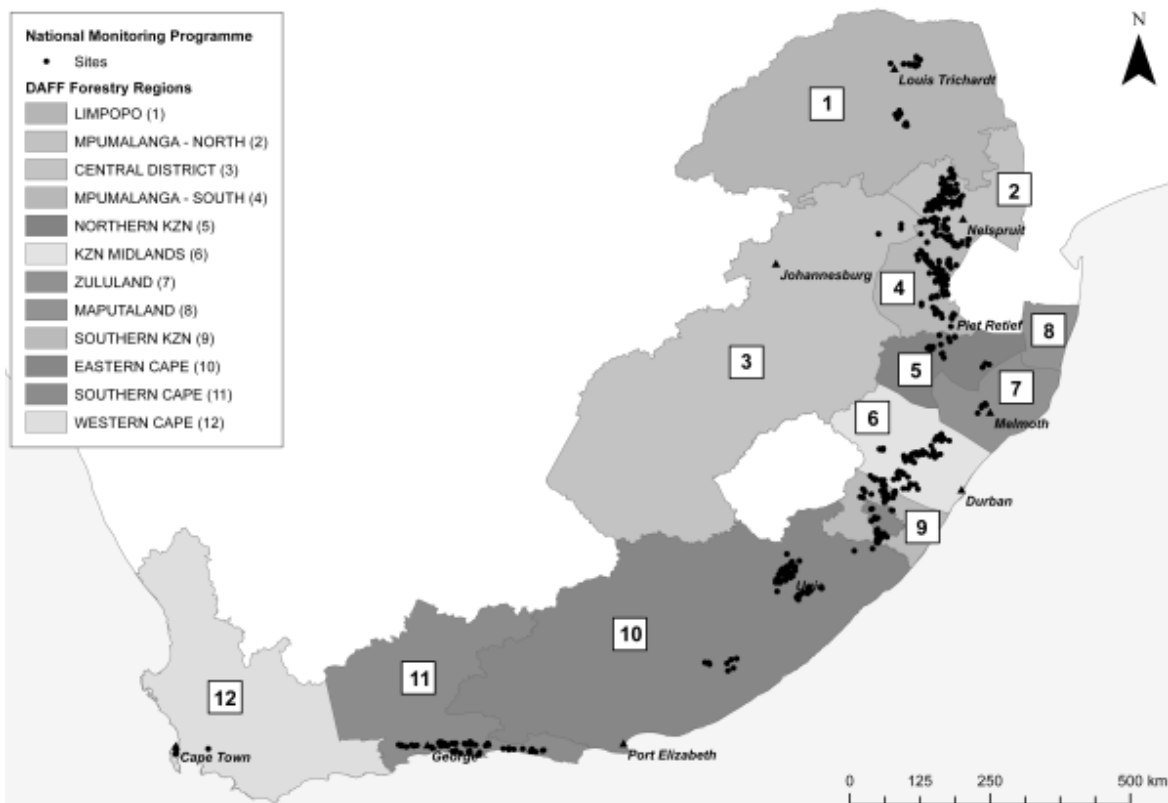 National Monitoring Programme
Sites
DAFF Forestry Regions
LIMPOPO (1)
MPUMALANGA - NORTH (2)
CENTRAL DISTRICT (3)
MPUMALANGA - SOUTH (4)
NORTHERN KZN (5)
KZN MIDLANDS (6)
ZULULAND (7)
MAPUTALAND (8)
SOUTHERN KZN (9)
EASTERN CAPE (10)
SOUTHERN CAPE (11)
WESTERN CAPE (12)
N
Louis Trichardt
1
2
Nelspruit
Johannesburg
4
Piet Retief
8
3
5
7
6
Melmoth
Durban
9
10
11
12
Cape Town
George
Port Elizabeth
0 125 250 500 km